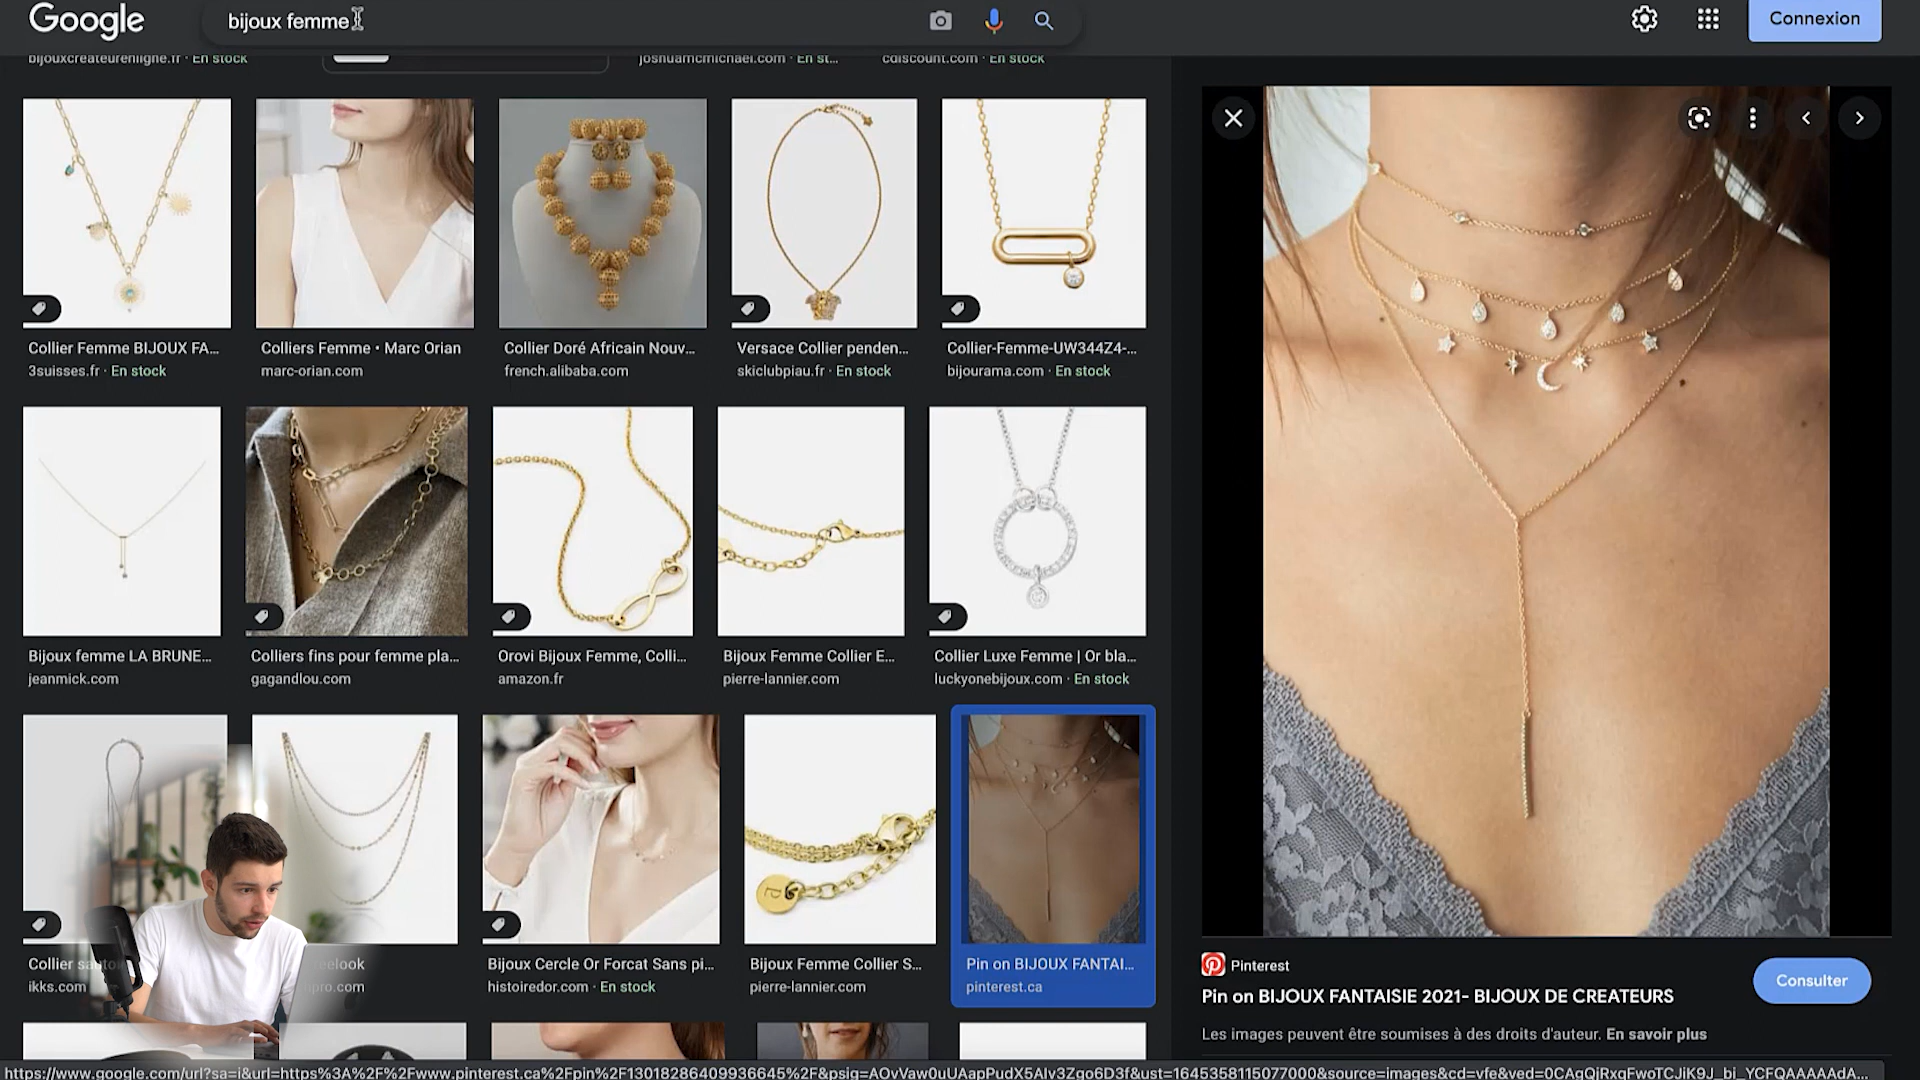 Google
bijoux femme
Connexion
bijouxcreateurenligne.fr · En stock
joshuamcmichael.com · En st...
cdiscount.com · En stock
Collier Femme BIJOUX FA...
3suisses.fr · En stock
Colliers Femme • Marc Orian
marc-orian.com
Collier Doré Africain Nouv...
french.alibaba.com
Versace Collier penden...
skiclubpiau.fr · En stock
Collier-Femme-UW344Z4-...
bijourama.com · En stock
Bijoux femme LA BRUNE...
jeanmick.com
Colliers fins pour femme pla...
gagandlou.com
Orovi Bijoux Femme, Colli...
amazon.fr
Bijoux Femme Collier E...
pierre-lannier.com
Collier Luxe Femme | Or bla...
luckyonebijoux.com · En stock
Collier
ikks.com
Bijoux Cercle Or Forcat Sans pi...
histoiredor.com · En stock
Bijoux Femme Collier S...
pierre-lannier.com
Pin on BIJOUX FANTAI...
pinterest.ca
Pinterest
Pin on BIJOUX FANTAISIE 2021- BIJOUX DE CREATEURS
Consulter
Les images peuvent être soumises à des droits d'auteur. En savoir plus